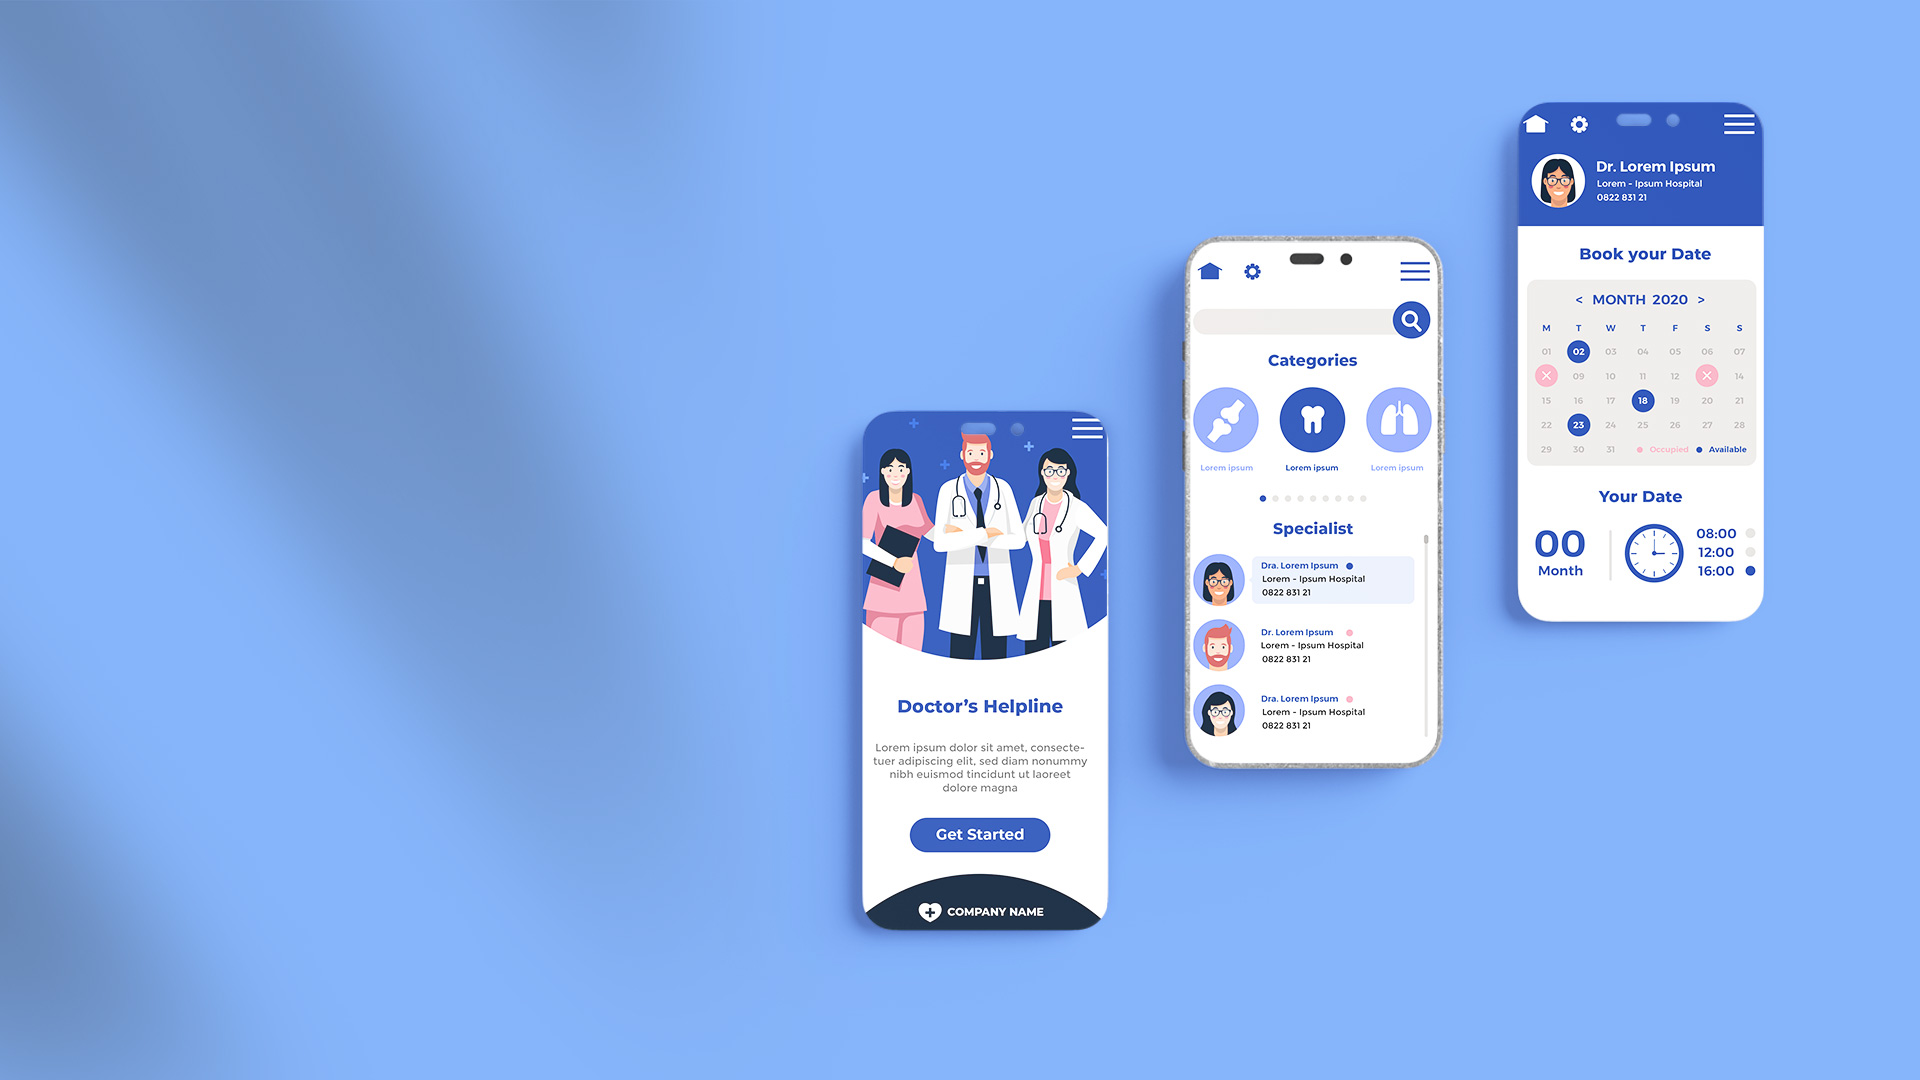 Doctor's Helpline
Lorem ipsum dolor sit amet, consecte-
tuer adipiscing elit, sed diam nonummy
nibh euismod tincidunt ut laoreet
dolore magna
Get Started
COMPANY NAME
Categories
Lorem ipsum
Lorem ipsum
Lorem ipsum
Specialist
Dra. Lorem Ipsum
Lorem - Ipsum Hospital
0822 831 21
Dr. Lorem Ipsum
Lorem - Ipsum Hospital
0822 831 21
Dra. Lorem Ipsum
Lorem - Ipsum Hospital
0822 831 21
Dr. Lorem Ipsum
Lorem - Ipsum Hospital
0822 831 21
Book your Date
< MONTH 2020 >
M T W T F S S
01 02 03 04 05 06 07
09 10 11 12 14
15 16 17 18 19 20 21
22 23 24 25 26 27 28
29 30 31 Occupied Available
Your Date
00
Month
08:00
12:00
16:00